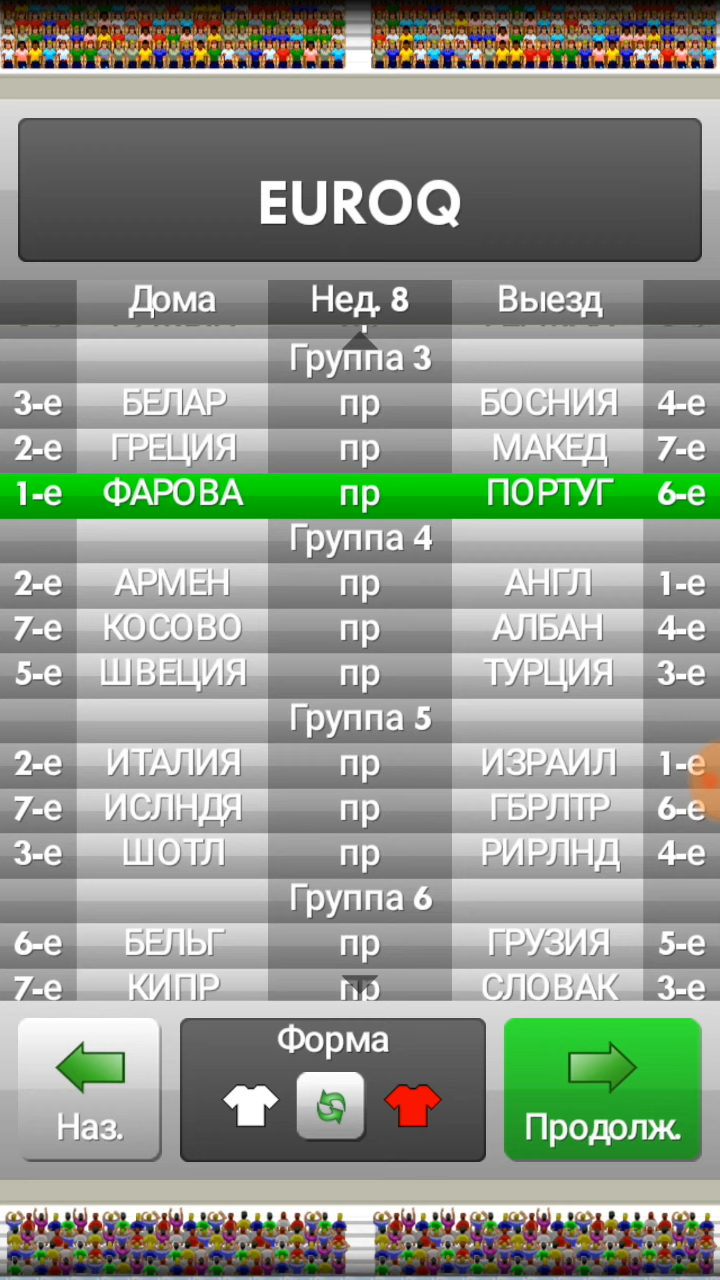 EUROQ
Дома Нед. 8 Выезд
Группа 3
3-е БЕЛАР пр БОСНИЯ 4-е
2-е ГРЕЦИЯ пр МАКЕД 7-е
1-е ФАРОВА пр ПОРТУГ 6-е
Группа 4
2-е АРМЕН пр АНГЛ 1-е
7-е КОСОВО пр АЛБАН 4-е
5-е ШВЕЦИЯ пр ТУРЦИЯ 3-е
Группа 5
2-е ИТАЛИЯ пр ИЗРАИЛ 1-е
7-е ИСЛНДЯ пр ГБРЛТР 6-е
3-е ШОТЛ пр РИРЛНД 4-е
Группа 6
6-е БЕЛЬГ пр ГРУЗИЯ 5-е
7-е КИПР пр СЛОВАК 3-е
Форма
Наз. Продолж.